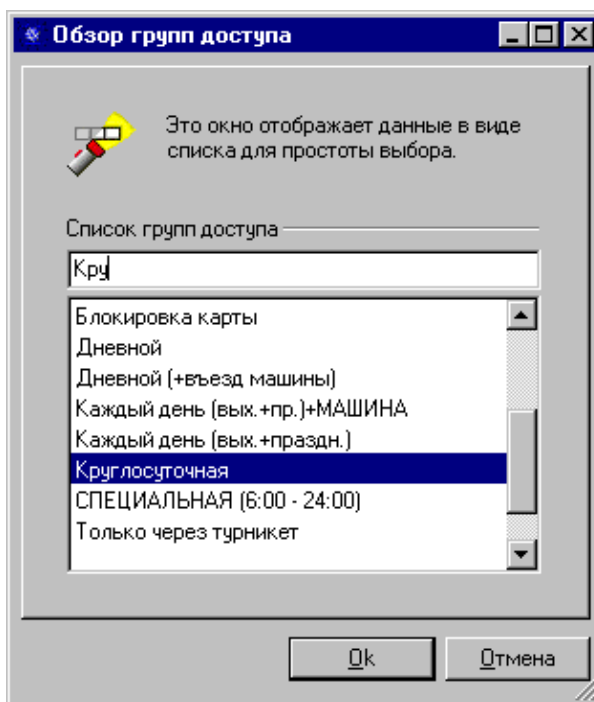 Обзор групп доступа
Это окно отображает данные в виде
списка для простоты выбора.
Список групп доступа
Кру
Блокировка карты
Дневной
Дневной (+въезд машины)
Каждый день (вых.+пр.)+МАШИНА
Каждый день (вых.+праздн.)
Круглосуточная
СПЕЦИАЛЬНАЯ (6:00 - 24:00)
Только через турникет
Ok
Отмена